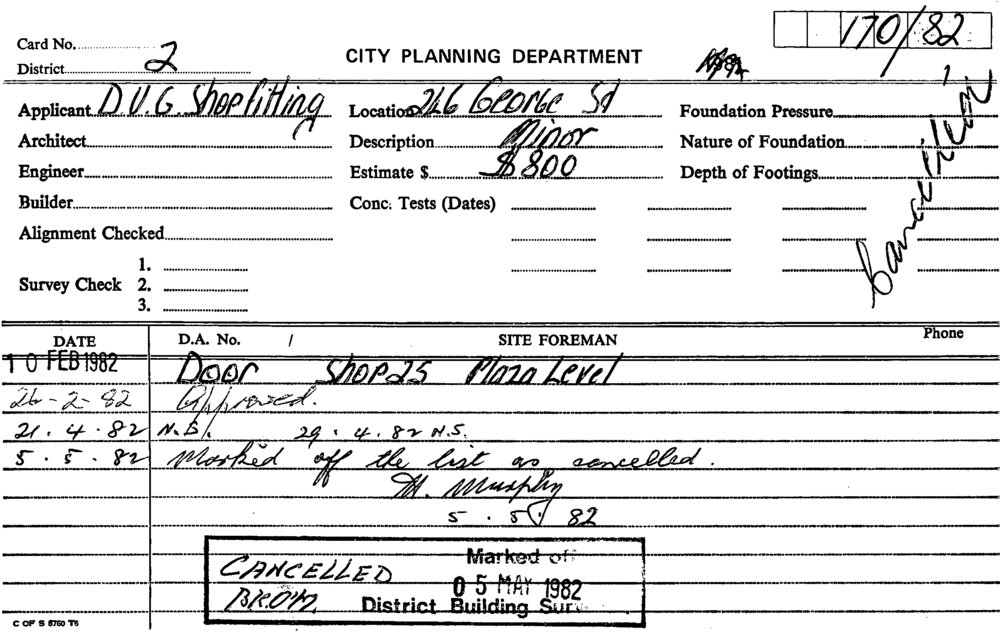 170/82
Card No.
District 2
CITY PLANNING DEPARTMENT
Applicant D.V.G. Shopfitting Location 246 George St Foundation Pressure
Architect Description Minor Nature of Foundation
Engineer Estimate $ $800 Depth of Footings
Builder Conc. Tests (Dates)
Alignment Checked
Cancelled
Survey Check 1.
2.
3.
DATE D.A. No. / SITE FOREMAN Phone
10 FEB 1982 Door Shop 25 Plaza Level
26-2-82 Approved.
21.4.82 N.S. 29.4.82 N.S.
5.5.82 Marked off the list as cancelled.
M. Murphy
5.5.82
CANCELLED Marked off
05 MAY 1982
District Building Sur
C OF S 6760 T6